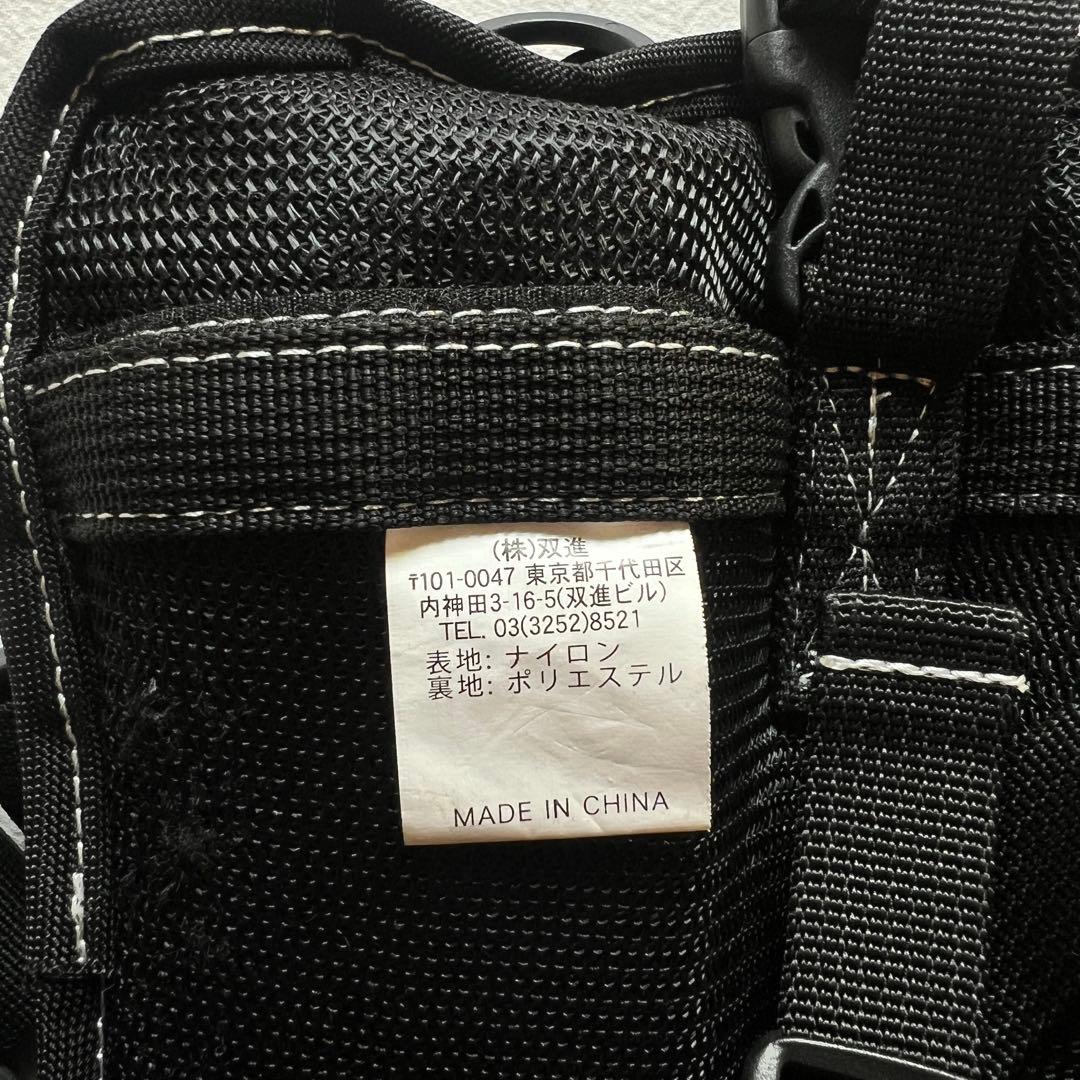 (株)双進
〒101-0047 東京都千代田区
内神田3-16-5(双進ビル)
TEL. 03(3252)8521
表地: ナイロン
裏地: ポリエステル
MADE IN CHINA